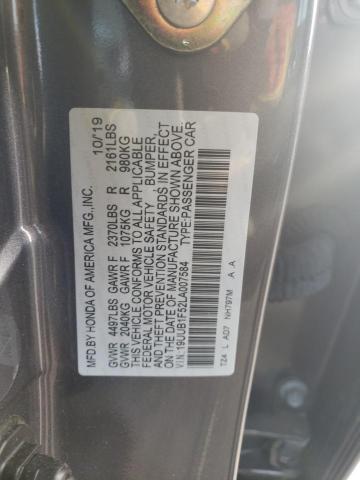 MFD.BY HONDA OF AMERICA MFG.,INC. 10/19
GVWR 4497LBS GAWR F 2370LBS R 2161LBS
GVWR 2040KG GAWR F 1075KG R 980KG
THIS VEHICLE CONFORMS TO ALL APPLICABLE
FEDERAL MOTOR VEHICLE SAFETY, BUMPER,
AND THEFT PREVENTION STANDARDS IN EFFECT
ON THE DATE OF MANUFACTURE SHOWN ABOVE.
V.I.N.19UUB1F52LA007584 TYPE:PASSENGER CAR
TZ4 L A07 NH797M A A